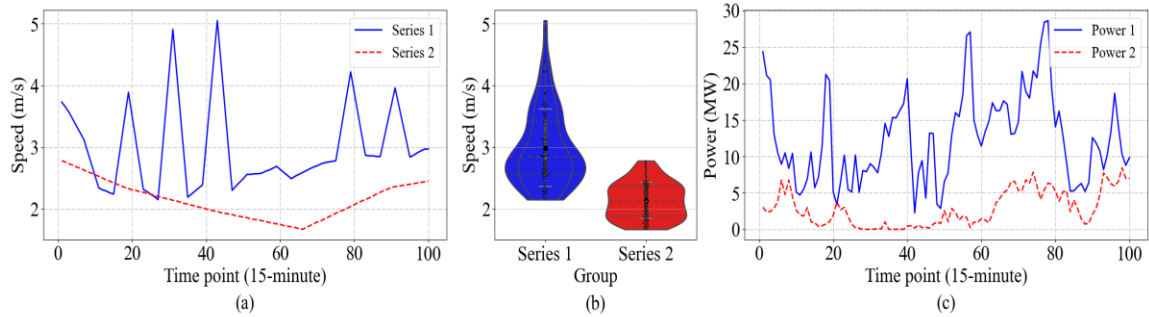 5
4
3
2
Speed (m/s)
Series 1
Series 2
0
20
40
60
80
100
Time point (15-minute)
(a)
5
4
3
2
Speed (m/s)
Series 1
Series 2
Group
(b)
30
25
20
15
10
5
0
Power (MW)
Power 1
Power 2
0
20
40
60
80
100
Time point (15-minute)
(c)